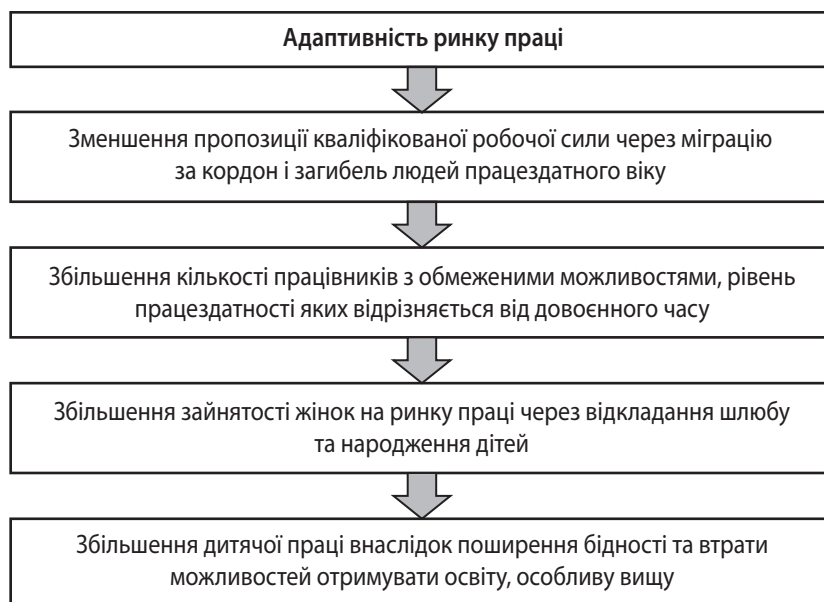 Адаптивність ринку праці
Зменшення пропозиції кваліфікованої робочої сили через міграцію
за кордон і загибель людей працездатного віку
Збільшення кількості працівників з обмеженими можливостями, рівень
працездатності яких відрізняється від довоєнного часу
Збільшення зайнятості жінок на ринку праці через відкладання шлюбу
та народження дітей
Збільшення дитячої праці внаслідок поширення бідності та втрати
можливостей отримувати освіту, особливу вищу